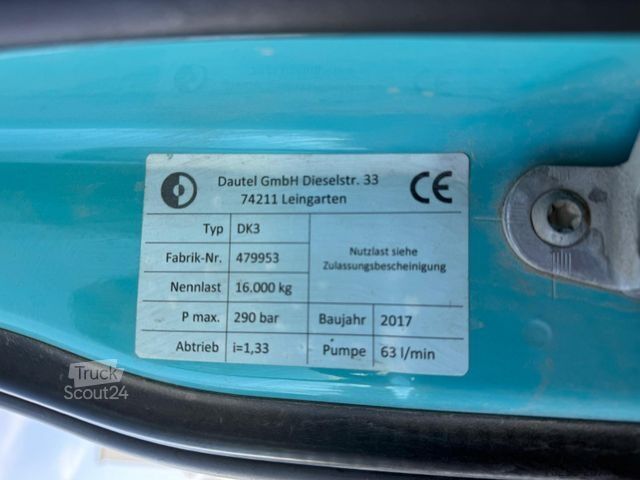 Dautel GmbH Dieselstr. 33
74211 Leingarten
CE
Typ DK3
Fabrik-Nr. 479953
Nutzlast siehe
Zulassungsbescheinigung
Nennlast 16.000 kg
P max. 290 bar Baujahr 2017
Abtrieb i=1,33 Pumpe 63 l/min
Truck
Scout24